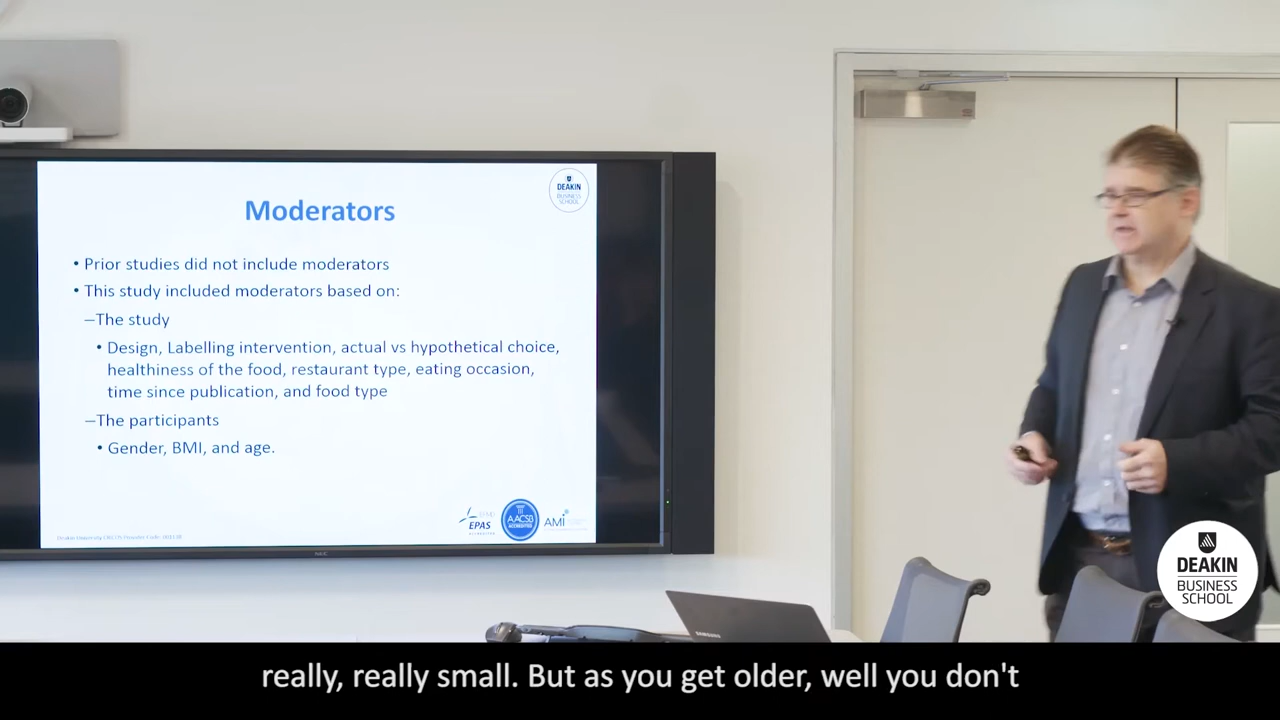 DEAKIN
BUSINESS
SCHOOL
Moderators
• Prior studies did not include moderators
• This study included moderators based on:
–The study
• Design, Labelling intervention, actual vs hypothetical choice,
healthiness of the food, restaurant type, eating occasion,
time since publication, and food type
–The participants
• Gender, BMI, and age.
EPAS
AACSB
ACCREDITED
AMI
SAMSUNG
DEAKIN
BUSINESS
SCHOOL
really, really small. But as you get older, well you don't